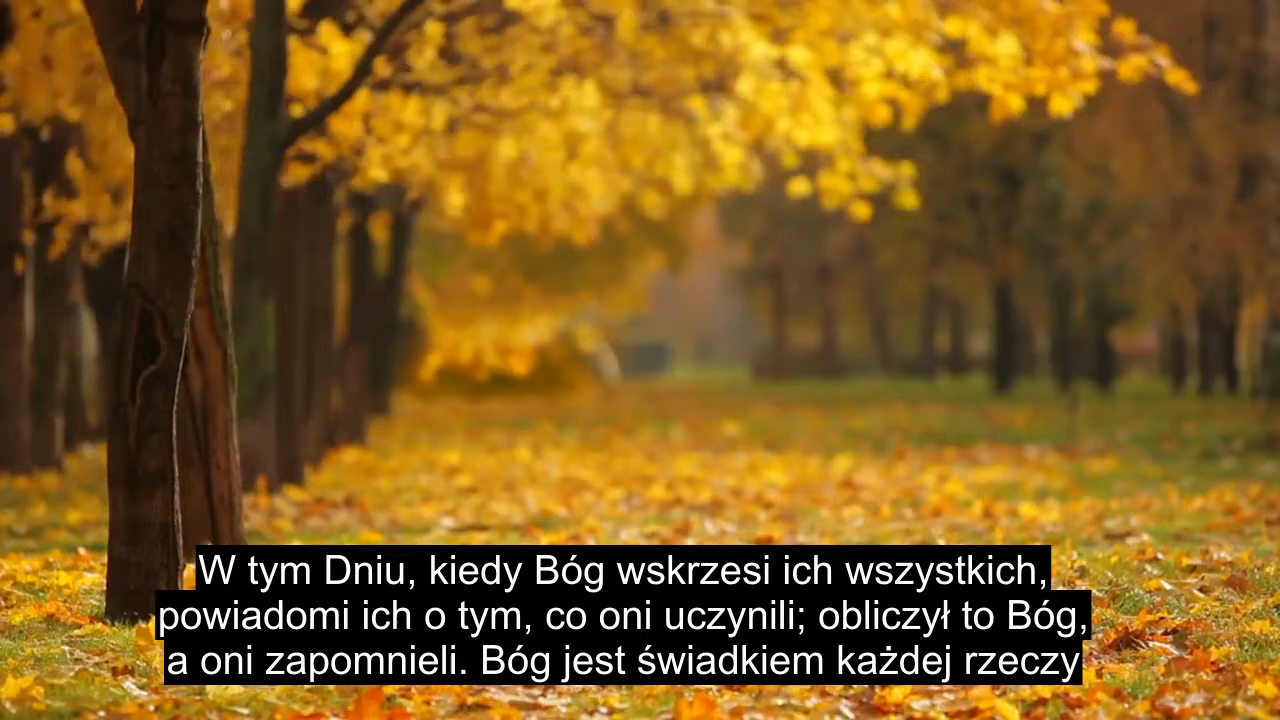 W tym Dniu, kiedy Bóg wskrzesi ich wszystkich,
powiadomi ich o tym, co oni uczynili; obliczył to Bóg,
a oni zapomnieli. Bóg jest świadkiem każdej rzeczy